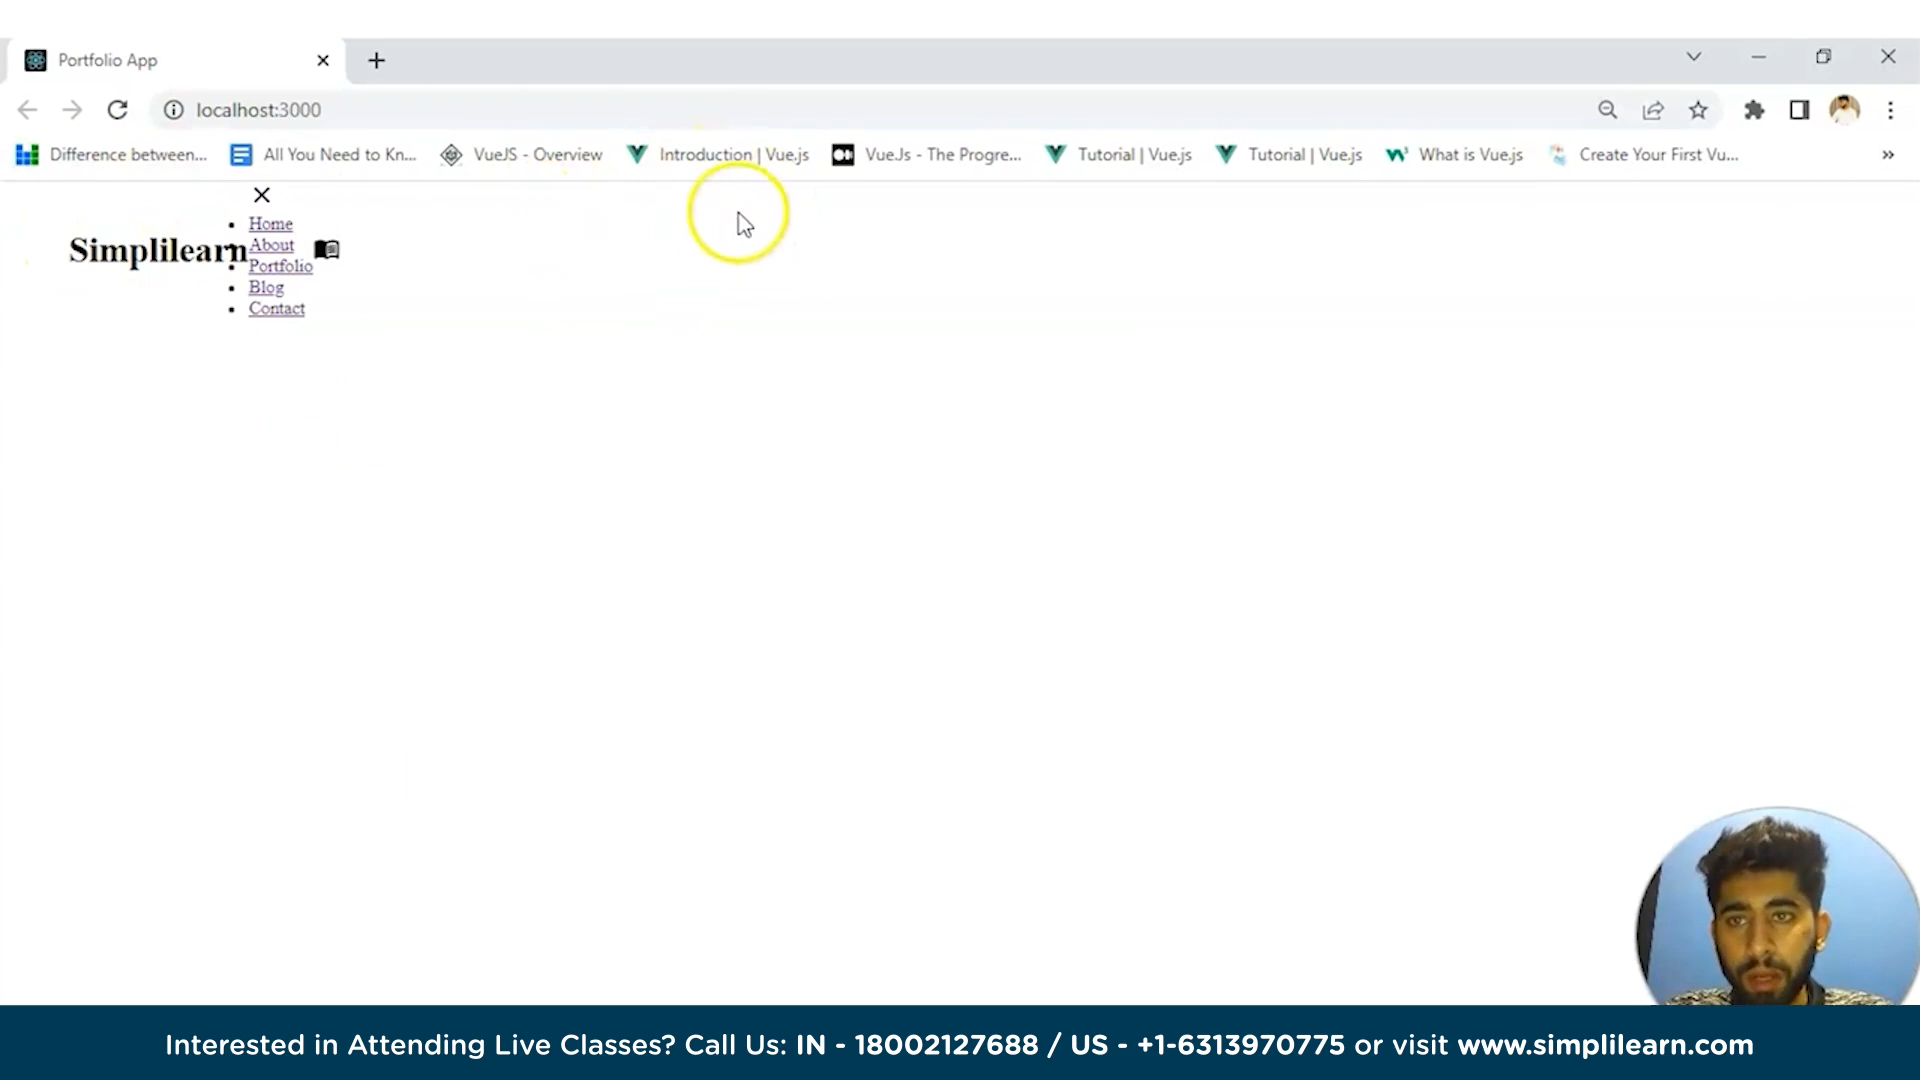 Portfolio App
localhost:3000
Difference between... All You Need to Kn... VueJS - Overview Introduction | Vue.js VueJs - The Progre... Tutorial | Vue.js Tutorial | Vue.js What is Vue.js Create Your First Vu... »
Simplilearn
Home
About
Portfolio
Blog
Contact
Interested in Attending Live Classes? Call Us: IN - 18002127688 / US - +1-6313970775 or visit www.simplilearn.com